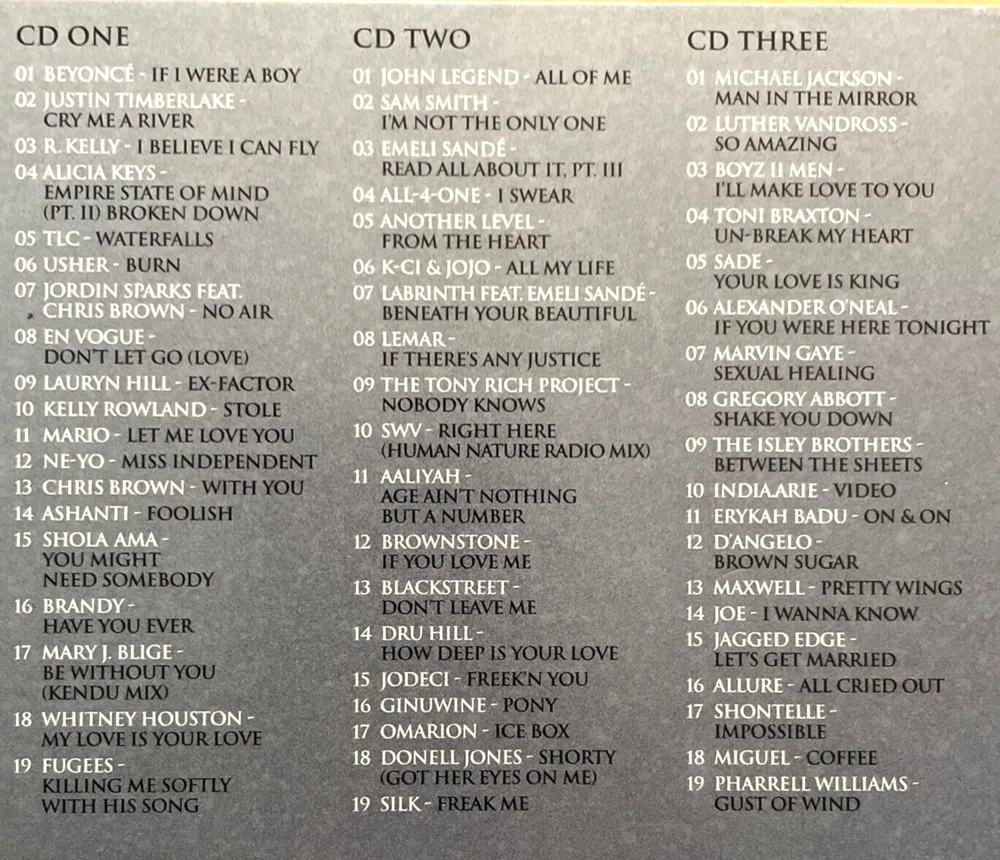 CD ONE
01 BEYONCÉ - IF I WERE A BOY
02 JUSTIN TIMBERLAKE -
CRY ME A RIVER
03 R. KELLY - I BELIEVE I CAN FLY
04 ALICIA KEYS -
EMPIRE STATE OF MIND
(PT. II) BROKEN DOWN
05 TLC - WATERFALLS
06 USHER - BURN
07 JORDIN SPARKS FEAT.
CHRIS BROWN - NO AIR
08 EN VOGUE -
DON'T LET GO (LOVE)
09 LAURYN HILL - EX-FACTOR
10 KELLY ROWLAND - STOLE
11 MARIO - LET ME LOVE YOU
12 NE-YO - MISS INDEPENDENT
13 CHRIS BROWN - WITH YOU
14 ASHANTI - FOOLISH
15 SHOLA AMA -
YOU MIGHT
NEED SOMEBODY
16 BRANDY -
HAVE YOU EVER
17 MARY J. BLIGE -
BE WITHOUT YOU
(KENDU MIX)
18 WHITNEY HOUSTON -
MY LOVE IS YOUR LOVE
19 FUGEES -
KILLING ME SOFTLY
WITH HIS SONG
CD TWO
01 JOHN LEGEND - ALL OF ME
02 SAM SMITH -
I'M NOT THE ONLY ONE
03 EMELI SANDÉ -
READ ALL ABOUT IT, PT. III
04 ALL-4-ONE - I SWEAR
05 ANOTHER LEVEL -
FROM THE HEART
06 K-CI & JOJO - ALL MY LIFE
07 LABRINTH FEAT. EMELI SANDÉ -
BENEATH YOUR BEAUTIFUL
08 LEMAR -
IF THERE'S ANY JUSTICE
09 THE TONY RICH PROJECT -
NOBODY KNOWS
10 SWV - RIGHT HERE
(HUMAN NATURE RADIO MIX)
11 AALIYAH -
AGE AIN'T NOTHING
BUT A NUMBER
12 BROWNSTONE -
IF YOU LOVE ME
13 BLACKSTREET -
DON'T LEAVE ME
14 DRU HILL -
HOW DEEP IS YOUR LOVE
15 JODECI - FREEK'N YOU
16 GINUWINE - PONY
17 OMARION - ICE BOX
18 DONELL JONES - SHORTY
(GOT HER EYES ON ME)
19 SILK - FREAK ME
CD THREE
01 MICHAEL JACKSON -
MAN IN THE MIRROR
02 LUTHER VANDROSS -
SO AMAZING
03 BOYZ II MEN -
I'LL MAKE LOVE TO YOU
04 TONI BRAXTON -
UN-BREAK MY HEART
05 SADE -
YOUR LOVE IS KING
06 ALEXANDER O'NEAL -
IF YOU WERE HERE TONIGHT
07 MARVIN GAYE -
SEXUAL HEALING
08 GREGORY ABBOTT -
SHAKE YOU DOWN
09 THE ISLEY BROTHERS -
BETWEEN THE SHEETS
10 INDIA.ARIE - VIDEO
11 ERYKAH BADU - ON & ON
12 D'ANGELO -
BROWN SUGAR
13 MAXWELL - PRETTY WINGS
14 JOE - I WANNA KNOW
15 JAGGED EDGE -
LET'S GET MARRIED
16 ALLURE - ALL CRIED OUT
17 SHONTELLE -
IMPOSSIBLE
18 MIGUEL - COFFEE
19 PHARRELL WILLIAMS -
GUST OF WIND